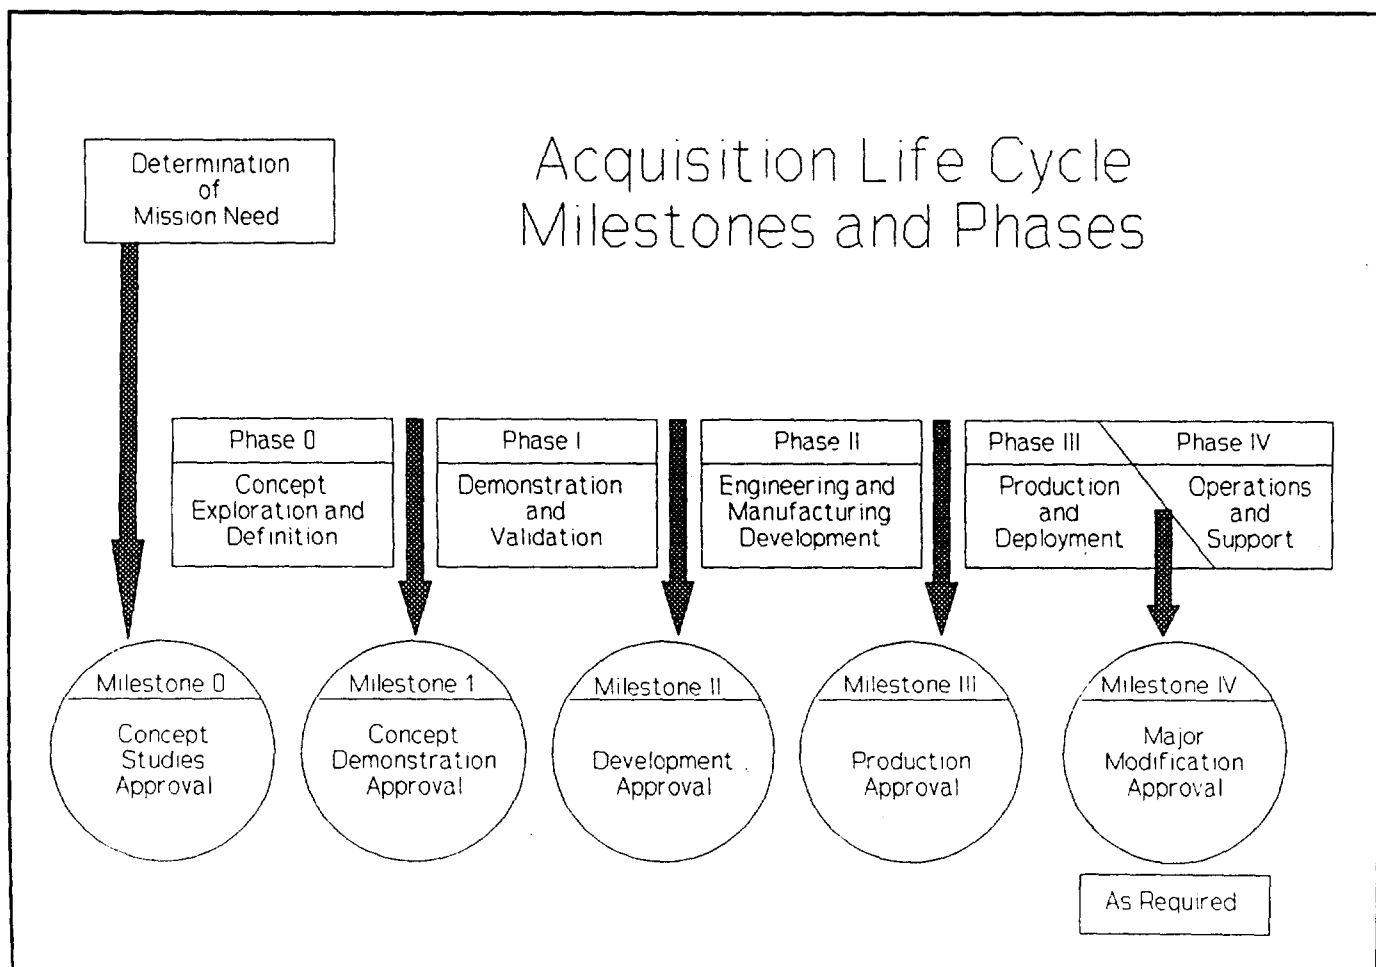 Determination
of
Mission Need
Acquisition Life Cycle
Milestones and Phases
Phase 0
Concept
Exploration and
Definition
Phase I
Demonstration
and
Validation
Phase II
Engineering and
Manufacturing
Development
Phase III
Production
and
Deployment
Phase IV
Operations
and
Support
Milestone 0
Concept
Studies
Approval
Milestone 1
Concept
Demonstration
Approval
Milestone II
Development
Approval
Milestone III
Production
Approval
Milestone IV
Major
Modification
Approval
As Required